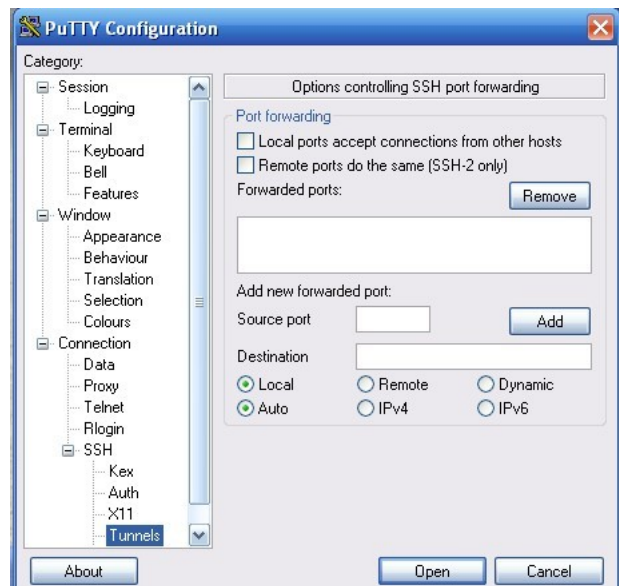 PuTTY Configuration
Category:
Session
Logging
Terminal
Keyboard
Bell
Features
Window
Appearance
Behaviour
Translation
Selection
Colours
Connection
Data
Proxy
Telnet
Rlogin
SSH
Kex
Auth
X11
Tunnels
Options controlling SSH port forwarding
Port forwarding
Local ports accept connections from other hosts
Remote ports do the same (SSH-2 only)
Forwarded ports:
Remove
Add new forwarded port:
Source port
Add
Destination
Local Remote Dynamic
Auto IPv4 IPv6
About Open Cancel